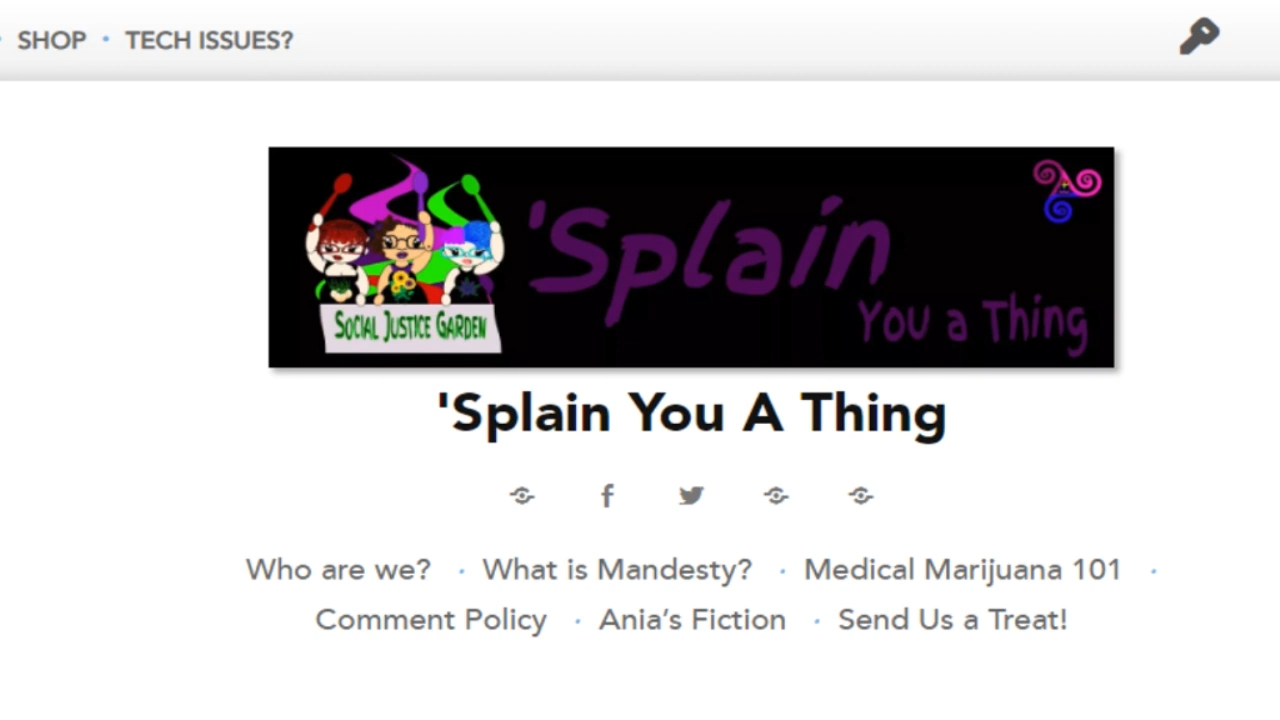 SHOP • TECH ISSUES?
'Splain
You a Thing
SOCIAL JUSTICE GARDEN
'Splain You A Thing
Who are we? • What is Mandesty? • Medical Marijuana 101 •
Comment Policy • Ania’s Fiction • Send Us a Treat!